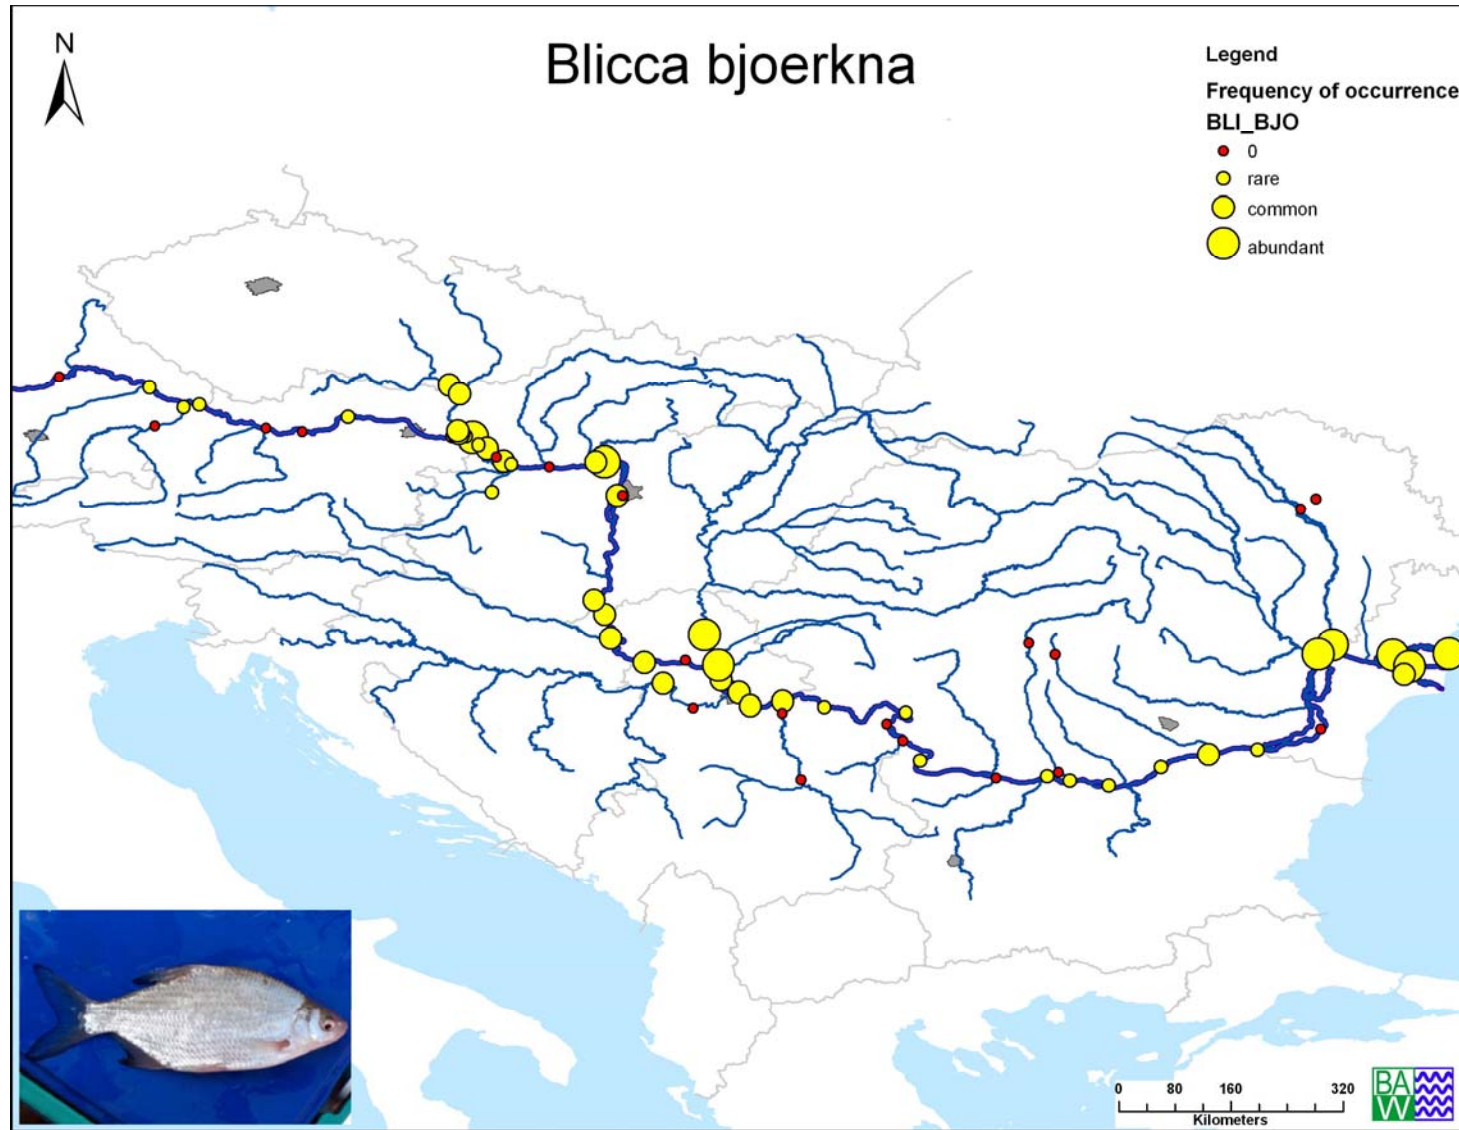 Blicca bjoerkna
N
Legend
Frequency of occurrence
BLI_BJO
0
rare
common
abundant
0 80 160 320
Kilometers
BA
W